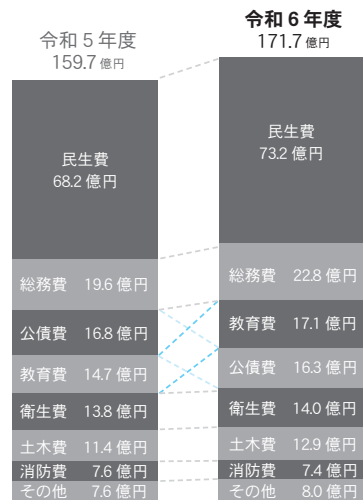 令和 5 年度
159.7 億円
民生費
68.2 億円
総務費 19.6 億円
公債費 16.8 億円
教育費 14.7 億円
衛生費 13.8 億円
土木費 11.4 億円
消防費 7.6 億円
その他 7.6 億円
令和 6 年度
171.7 億円
民生費
73.2 億円
総務費 22.8 億円
教育費 17.1 億円
公債費 16.3 億円
衛生費 14.0 億円
土木費 12.9 億円
消防費 7.4 億円
その他 8.0 億円